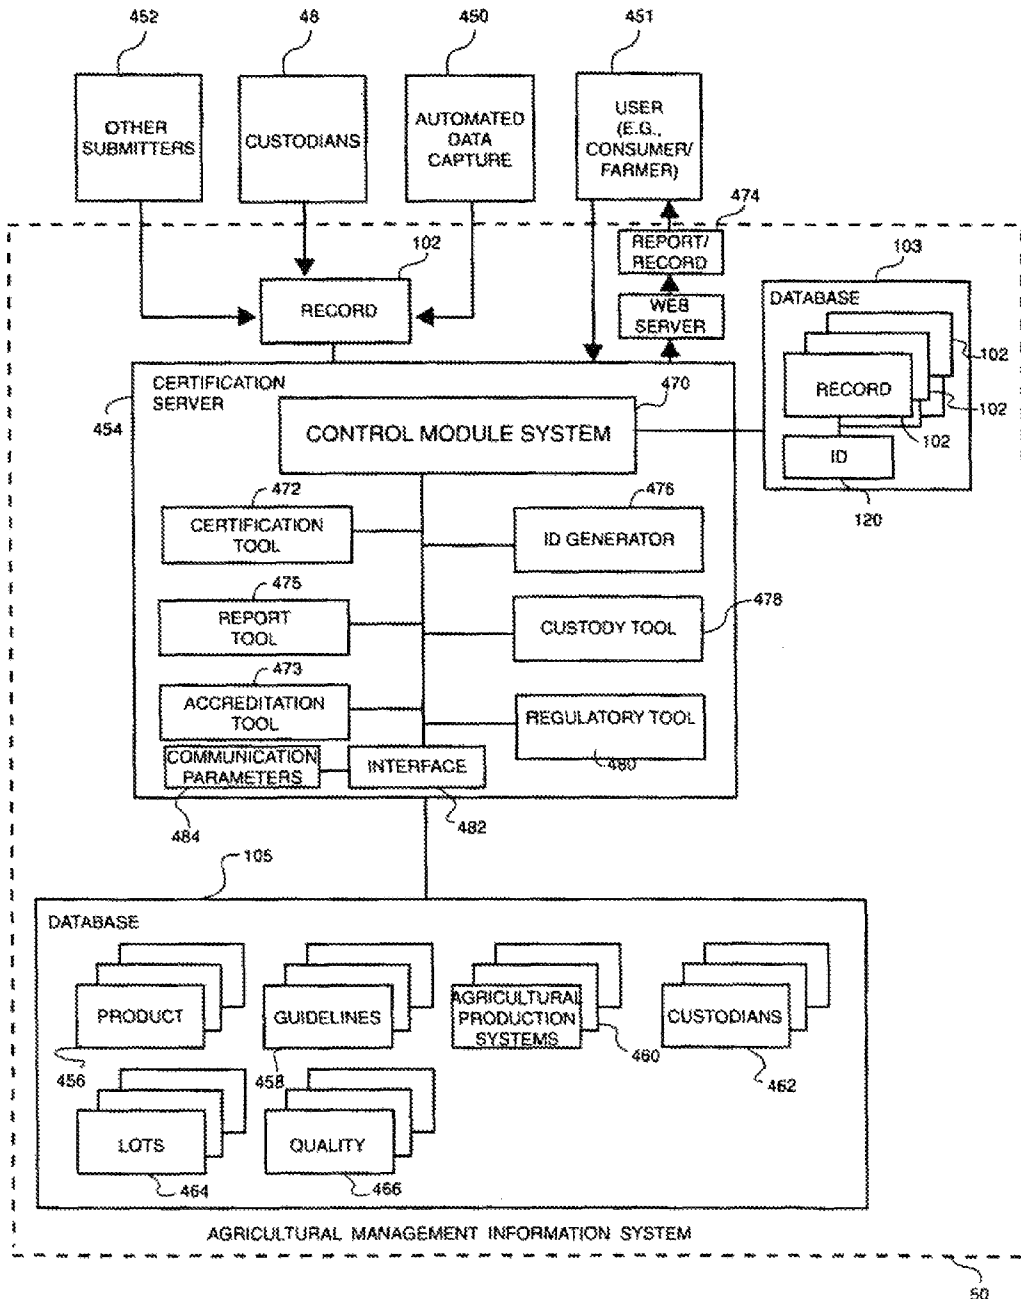 452
48
450
451
OTHER
SUBMITTERS
CUSTODIANS
AUTOMATED
DATA
CAPTURE
USER
(E.G.,
CONSUMER/
FARMER)
474
REPORT/
RECORD
102
RECORD
WEB
SERVER
103
DATABASE
RECORD
102
102
102
ID
120
CERTIFICATION
SERVER
454
470
CONTROL MODULE SYSTEM
472
CERTIFICATION
TOOL
476
ID GENERATOR
475
REPORT
TOOL
478
CUSTODY TOOL
473
ACCREDITATION
TOOL
REGULATORY TOOL
480
COMMUNICATION
PARAMETERS
INTERFACE
484
482
105
DATABASE
PRODUCT
GUIDELINES
AGRICULTURAL
PRODUCTION
SYSTEMS
CUSTODIANS
456
458
460
462
LOTS
QUALITY
464
466
AGRICULTURAL MANAGEMENT INFORMATION SYSTEM
50